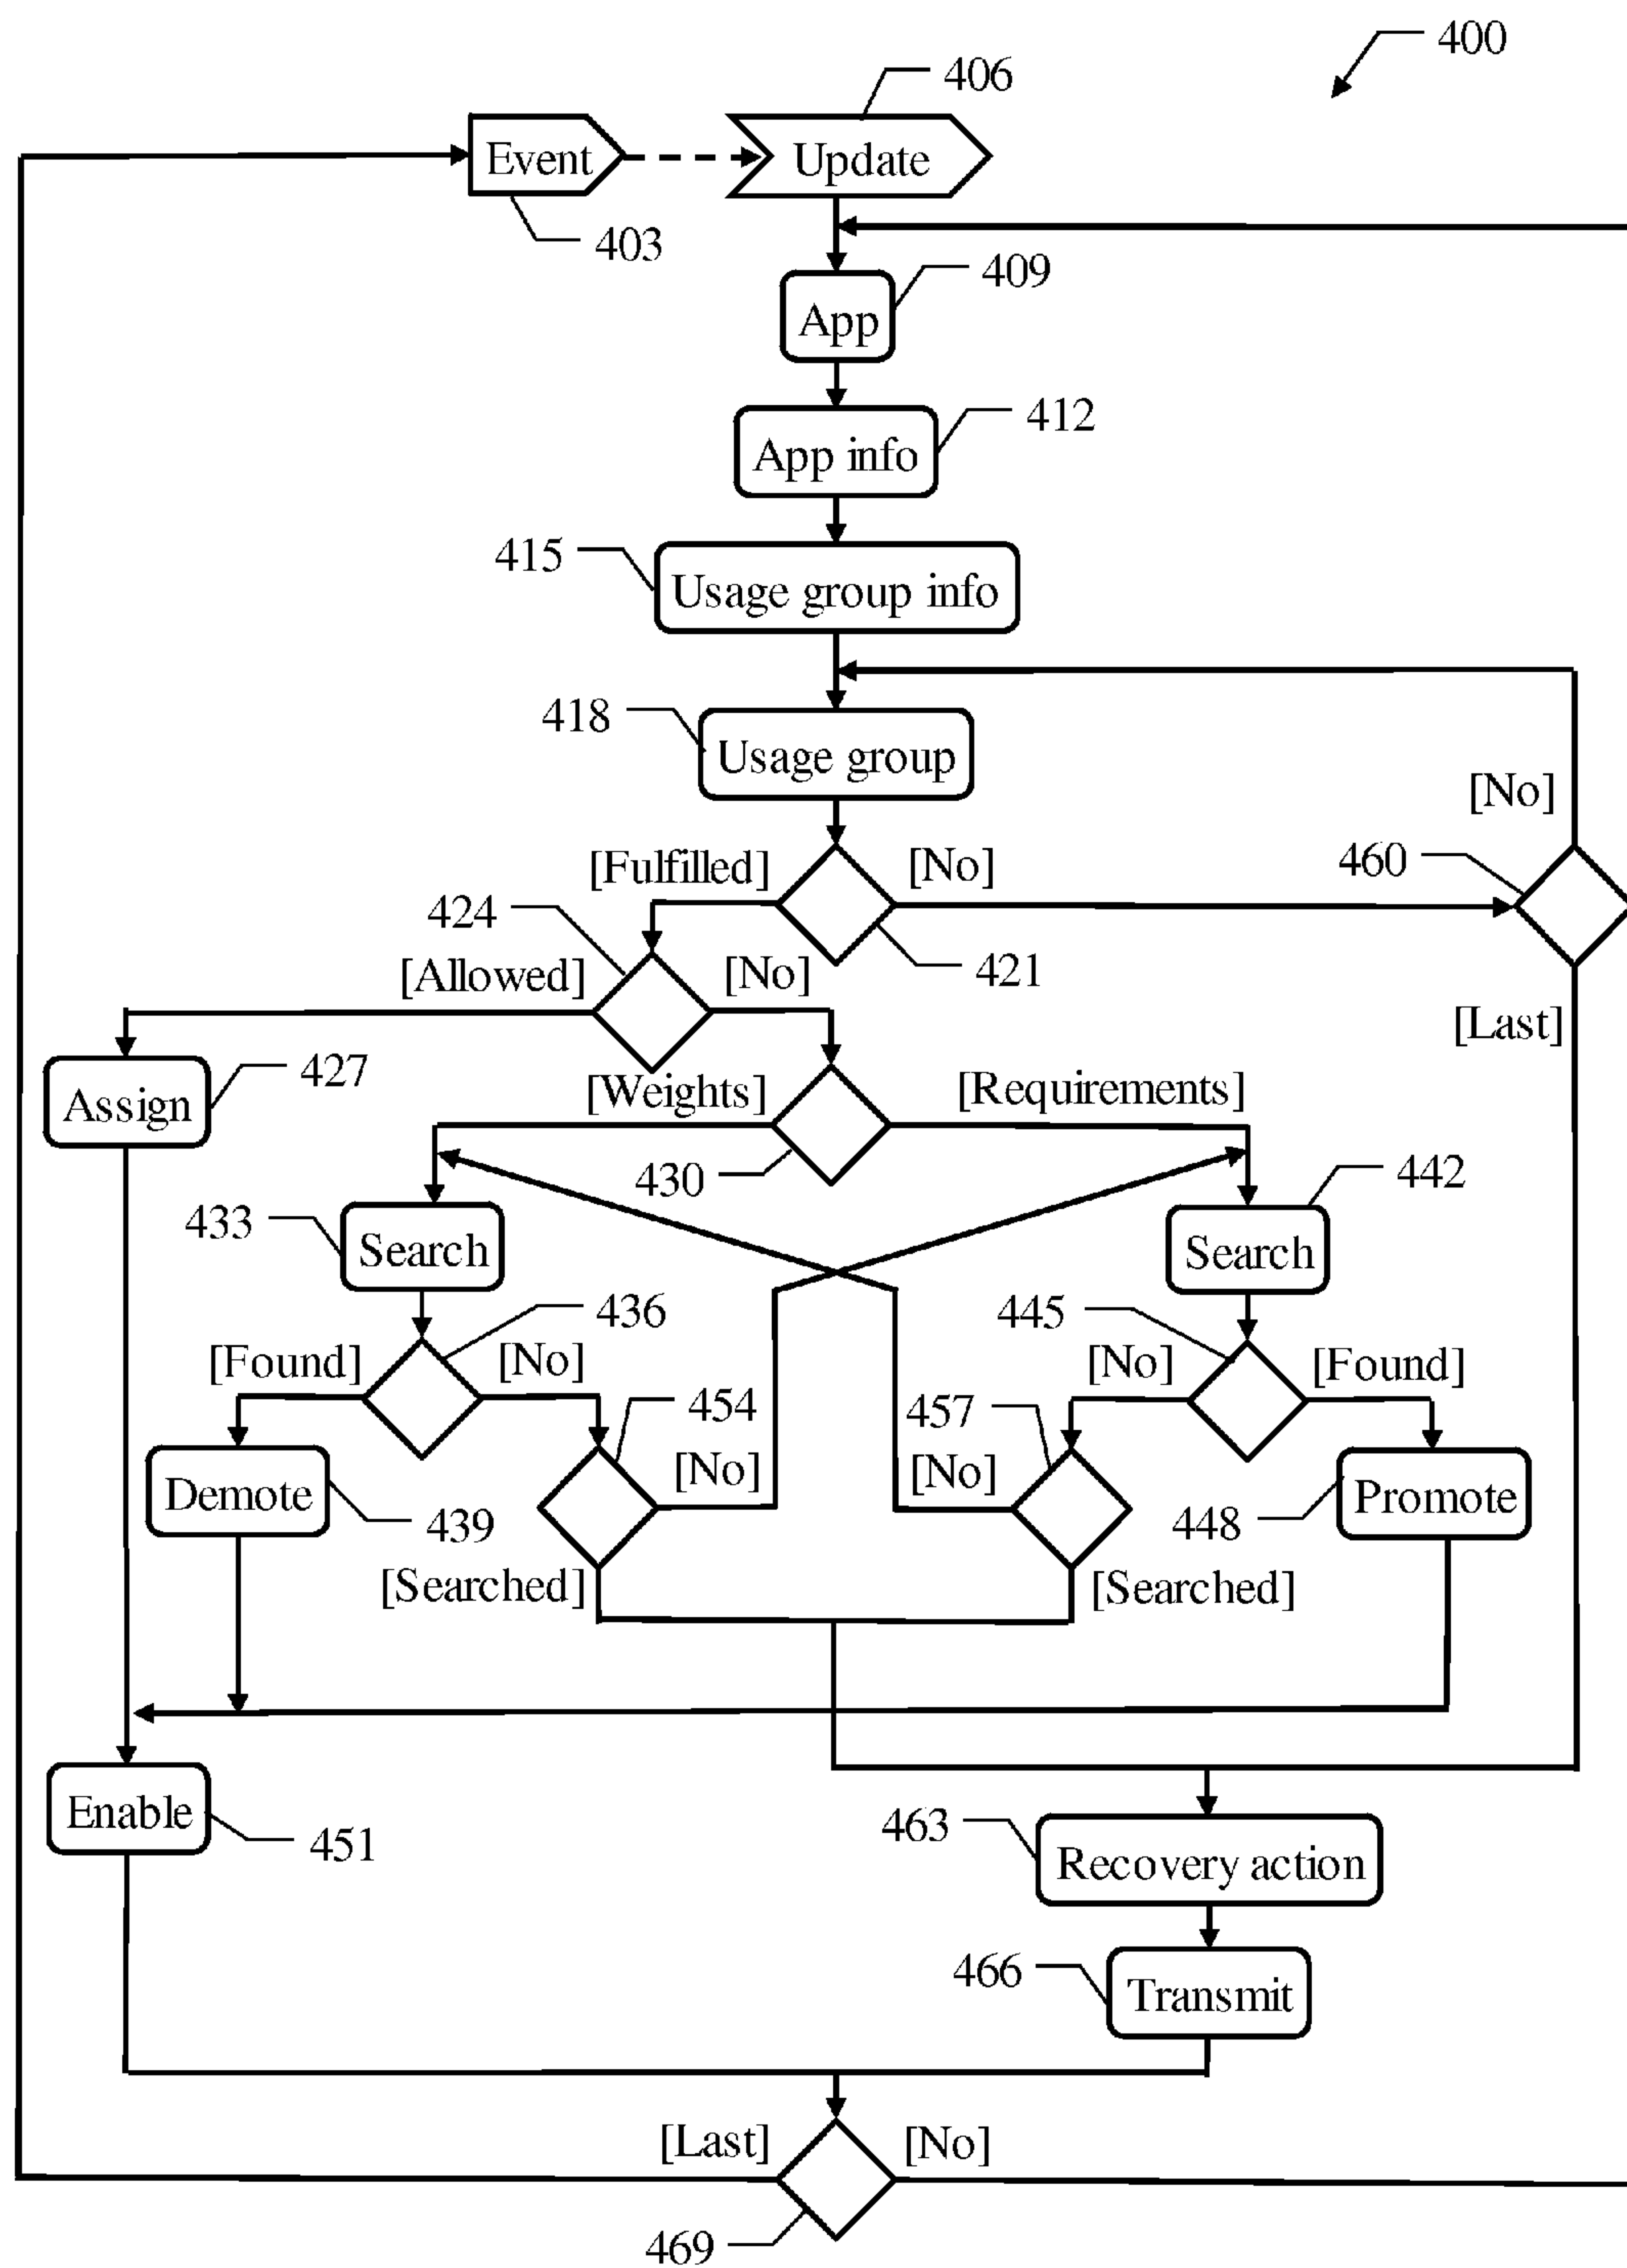 400
406
Event
Update
403
409
App
412
App info
415
Usage group info
418
Usage group
[No]
[Fulfilled]
[No]
460
424
421
[Allowed]
[No]
[Last]
427
Assign
[Weights]
[Requirements]
430
442
433
Search
Search
436
445
[Found]
[No]
[No]
[Found]
454
457
Demote
[No]
[No]
Promote
439
448
[Searched]
[Searched]
Enable
463
451
Recovery action
466
Transmit
[Last]
[No]
469